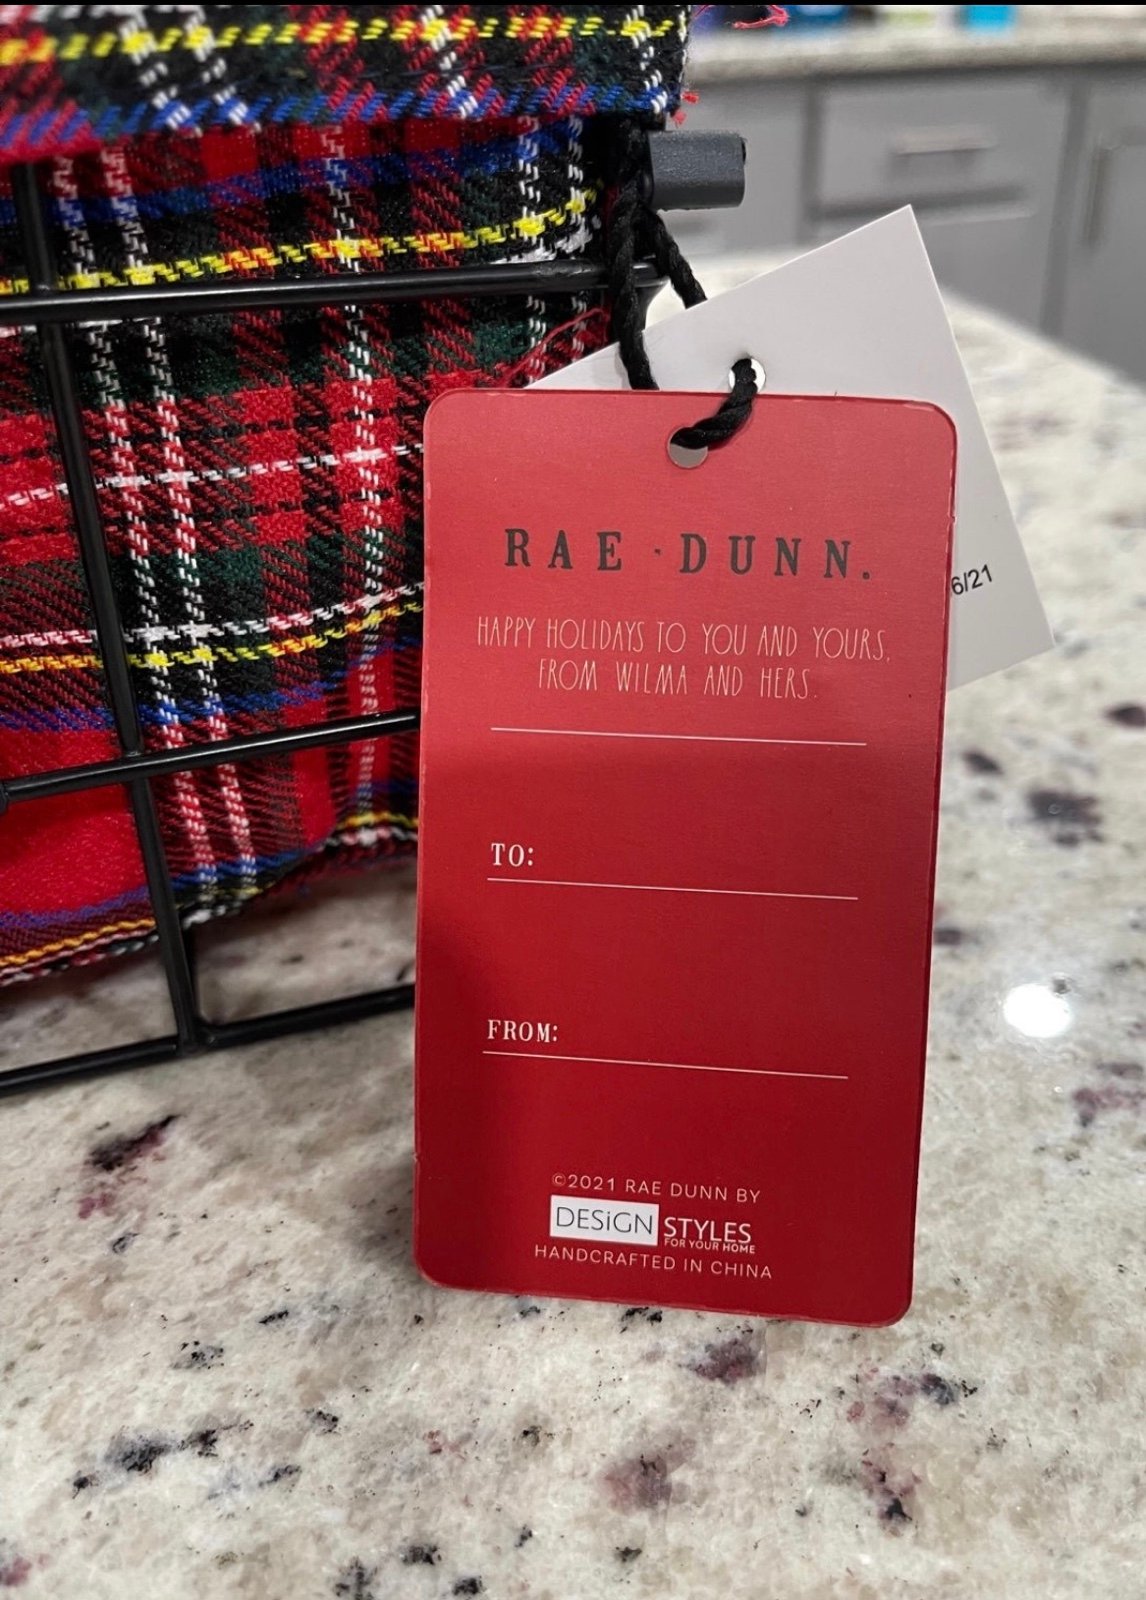 RAE · DUNN.
HAPPY HOLIDAYS TO YOU AND YOURS,
FROM WILMA AND HERS.
TO:
FROM:
©2021 RAE DUNN BY
DESiGN STYLES
FOR YOUR HOME
HANDCRAFTED IN CHINA
6/21